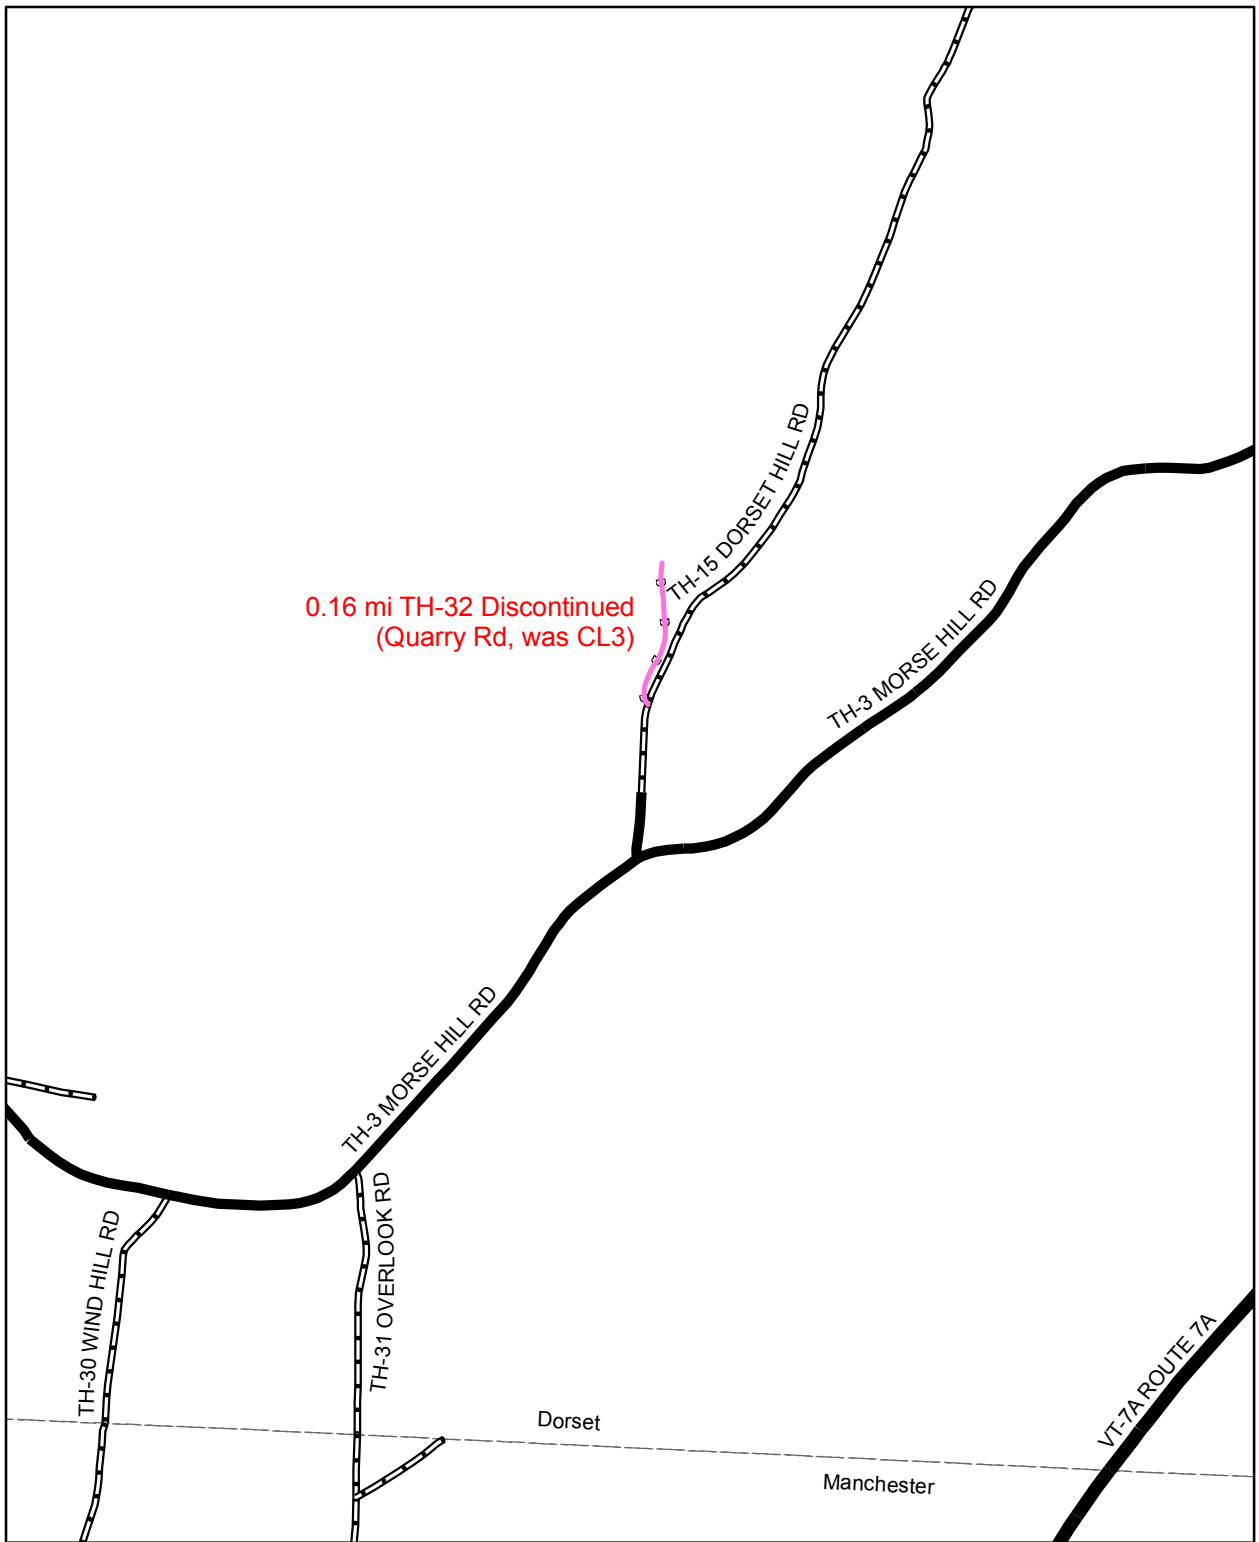 TH-15 DORSET HILL RD
0.16 mi TH-32 Discontinued
(Quarry Rd, was CL3)
TH-3 MORSE HILL RD
TH-3 MORSE HILL RD
TH-31 OVERLOOK RD
TH-30 WIND HILL RD
VT-7A ROUTE 7A
Dorset
Manchester